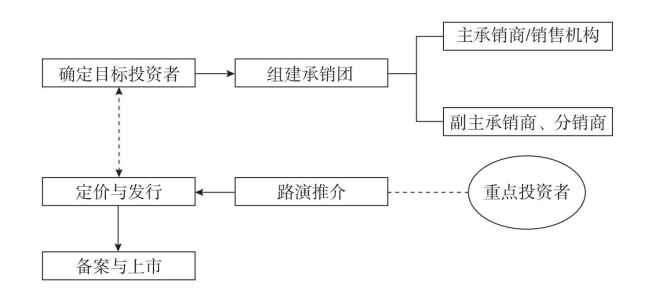 主承销商/销售机构
确定目标投资者
组建承销团
副主承销商、分销商
定价与发行
路演推介
重点投资者
备案与上市